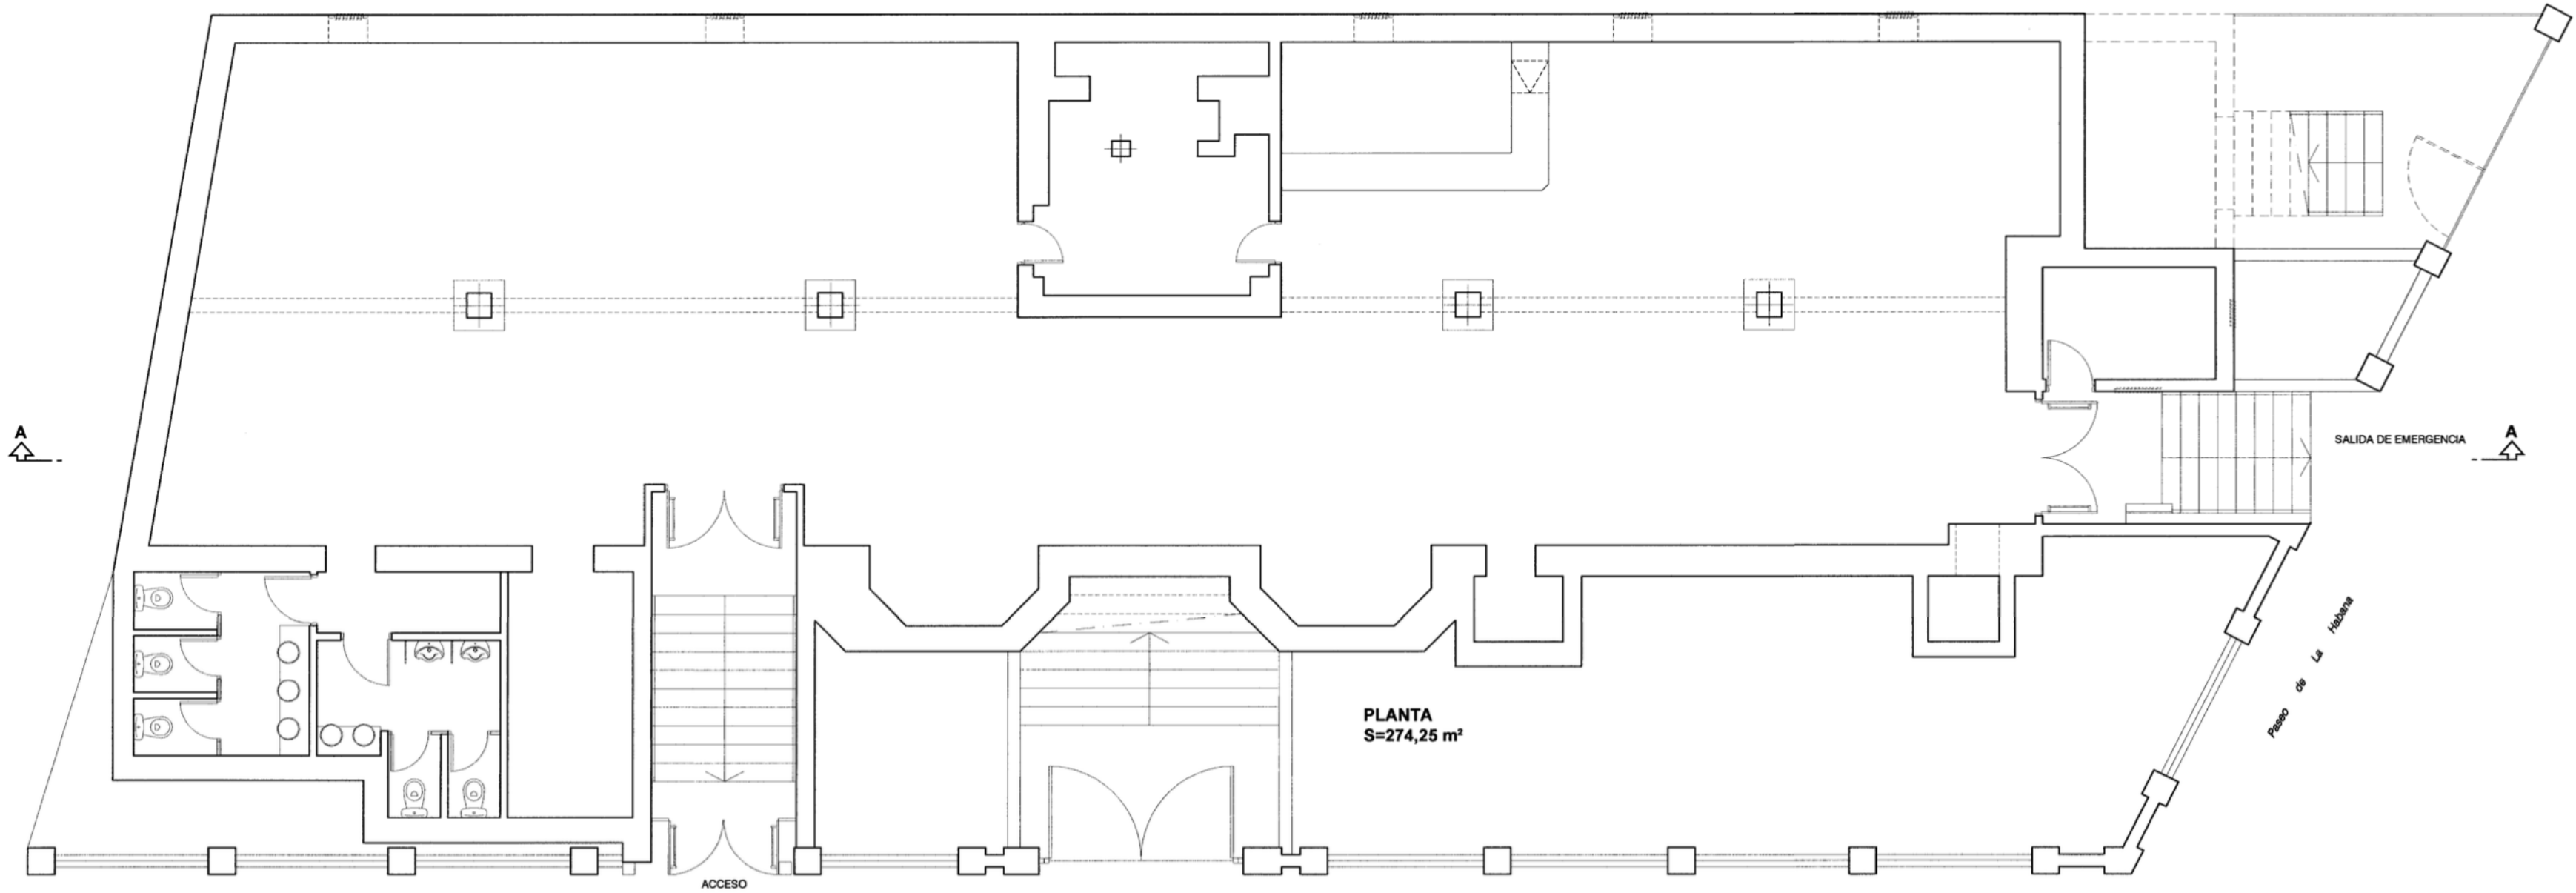 A
SALIDA DE EMERGENCIA
A
Paseo de La Habana
PLANTA
S=274,25 m²
ACCESO